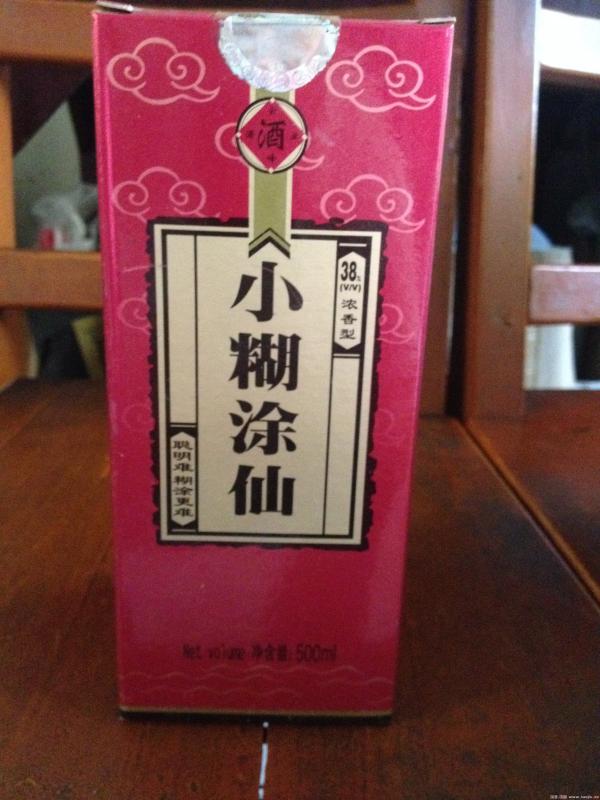 酒
小糊涂仙
38%
(V/V)
浓香型
聪明难糊涂更难
Net volume 净含量:500ml